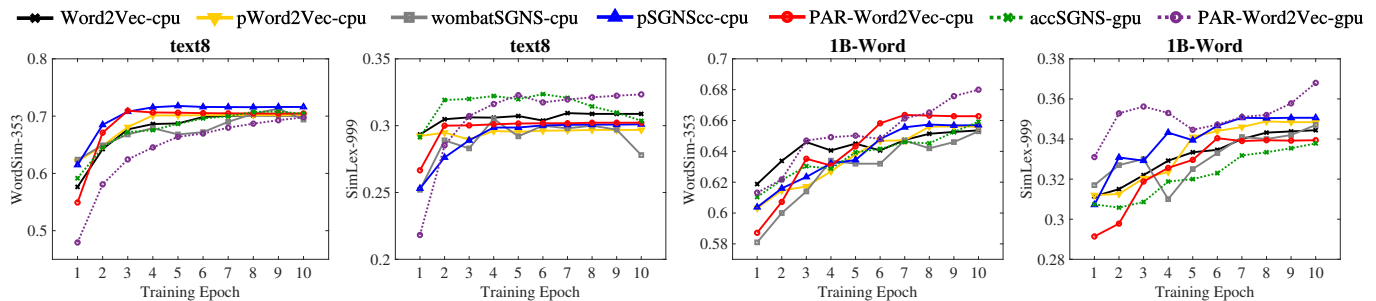 Word2Vec-cpu pWord2Vec-cpu wombatSGNS-cpu pSGNScc-cpu PAR-Word2Vec-cpu accSGNS-gpu PAR-Word2Vec-gpu
text8
WordSim-353
0.8
0.7
0.6
0.5
1 2 3 4 5 6 7 8 9 10
Training Epoch
text8
SimLex-999
0.35
0.3
0.25
0.2
1 2 3 4 5 6 7 8 9 10
Training Epoch
1B-Word
WordSim-353
0.7
0.68
0.66
0.64
0.62
0.6
0.58
1 2 3 4 5 6 7 8 9 10
Training Epoch
1B-Word
SimLex-999
0.38
0.36
0.34
0.32
0.3
0.28
1 2 3 4 5 6 7 8 9 10
Training Epoch